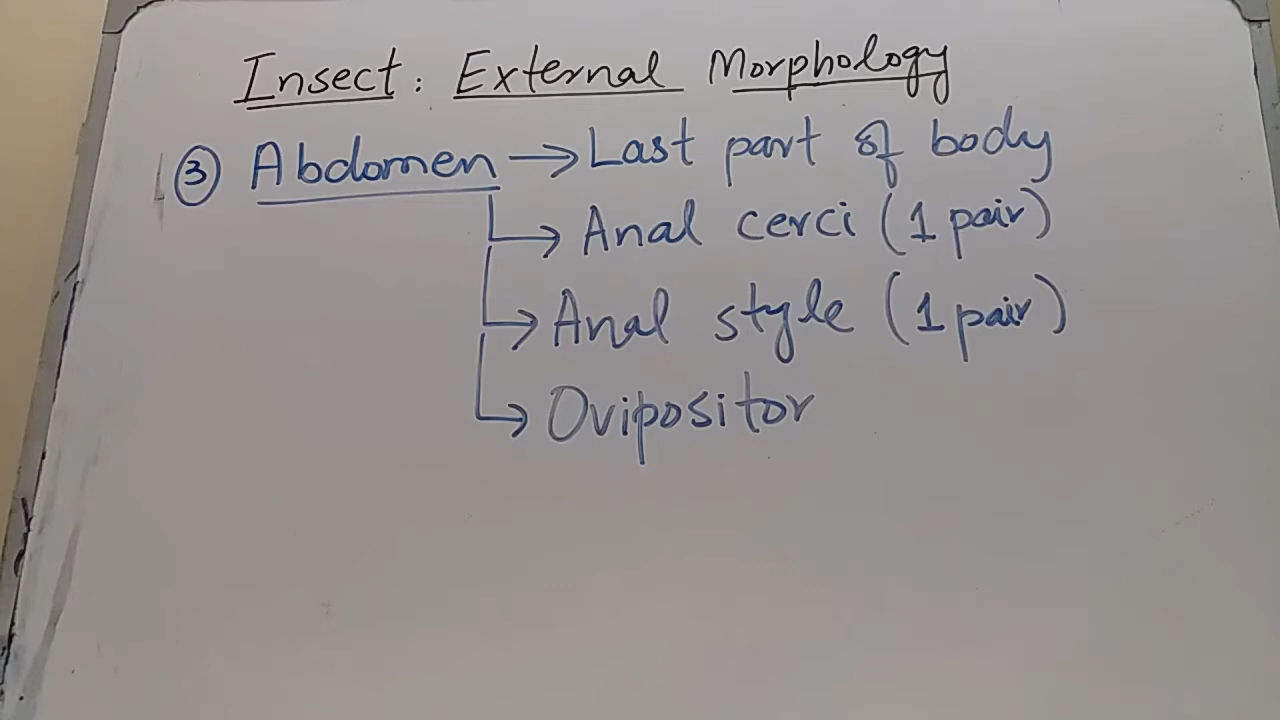 Insect: External Morphology
③ Abdomen → Last part of body
→ Anal cerci (1 pair)
→ Anal style (1 pair)
→ Ovipositor